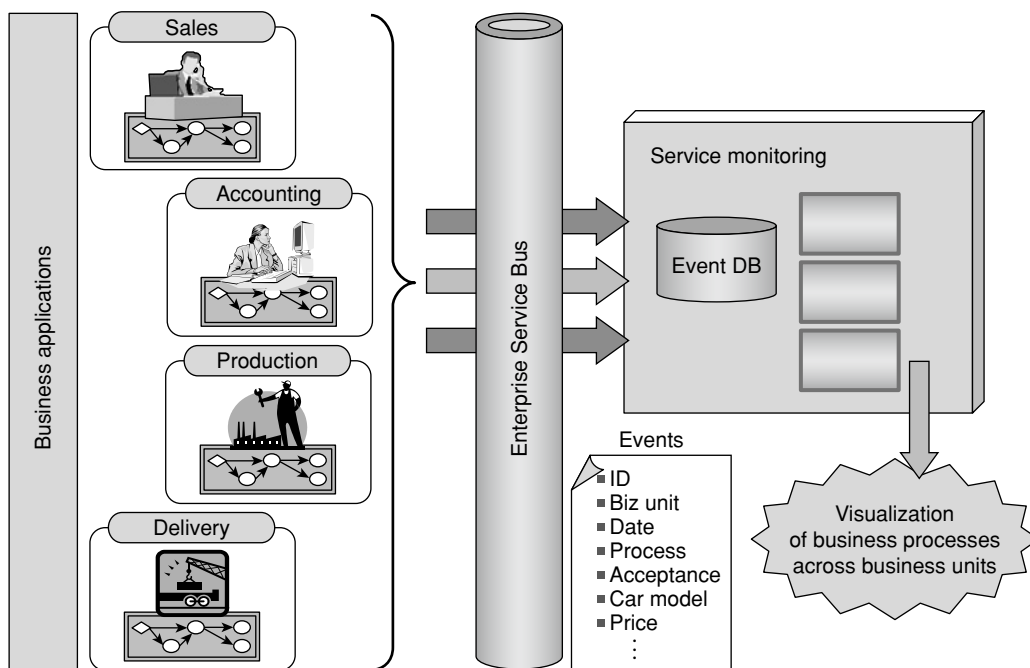 Business applications
Sales
Accounting
Production
Delivery
Enterprise Service Bus
Service monitoring
Event DB
Events
ID
Biz unit
Date
Process
Acceptance
Car model
Price
⋮
Visualization
of business processes
across business units